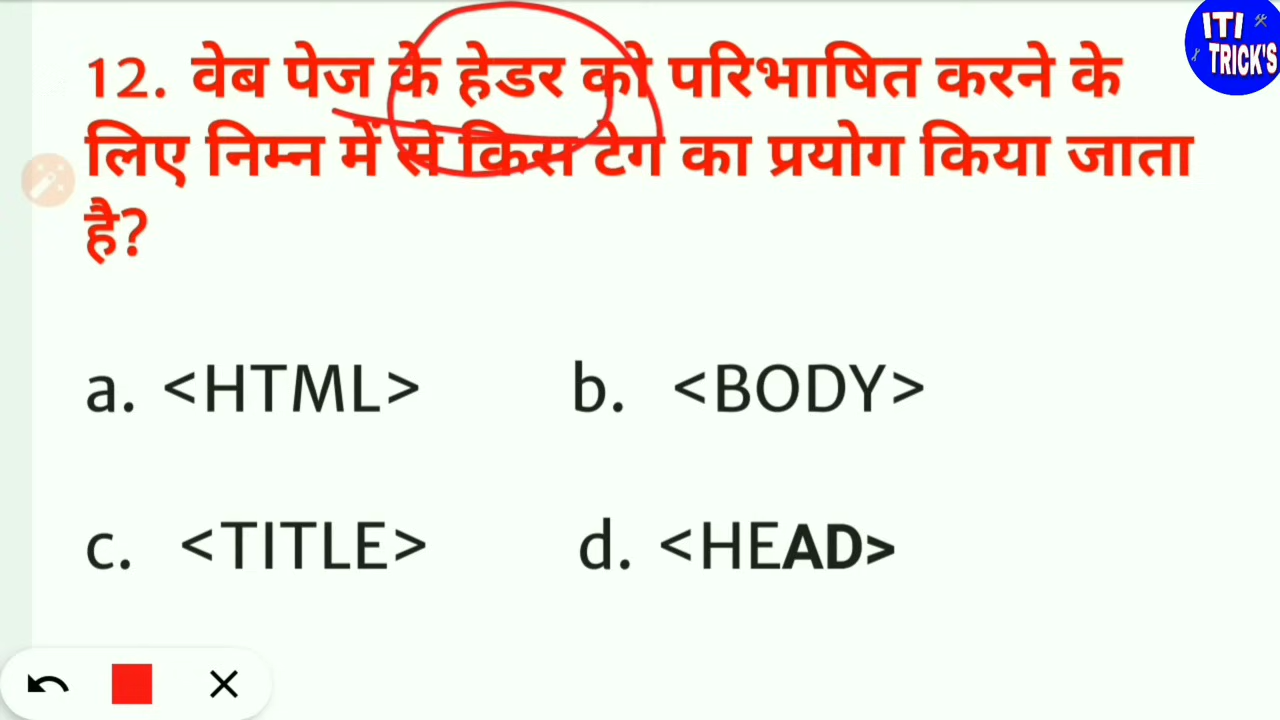 ITI
TRICK'S
12. वेब पेज के हेडर को परिभाषित करने के
लिए निम्न में से किस टेग का प्रयोग किया जाता
है?
a. <HTML> b. <BODY>
c. <TITLE> d. <HEAD>